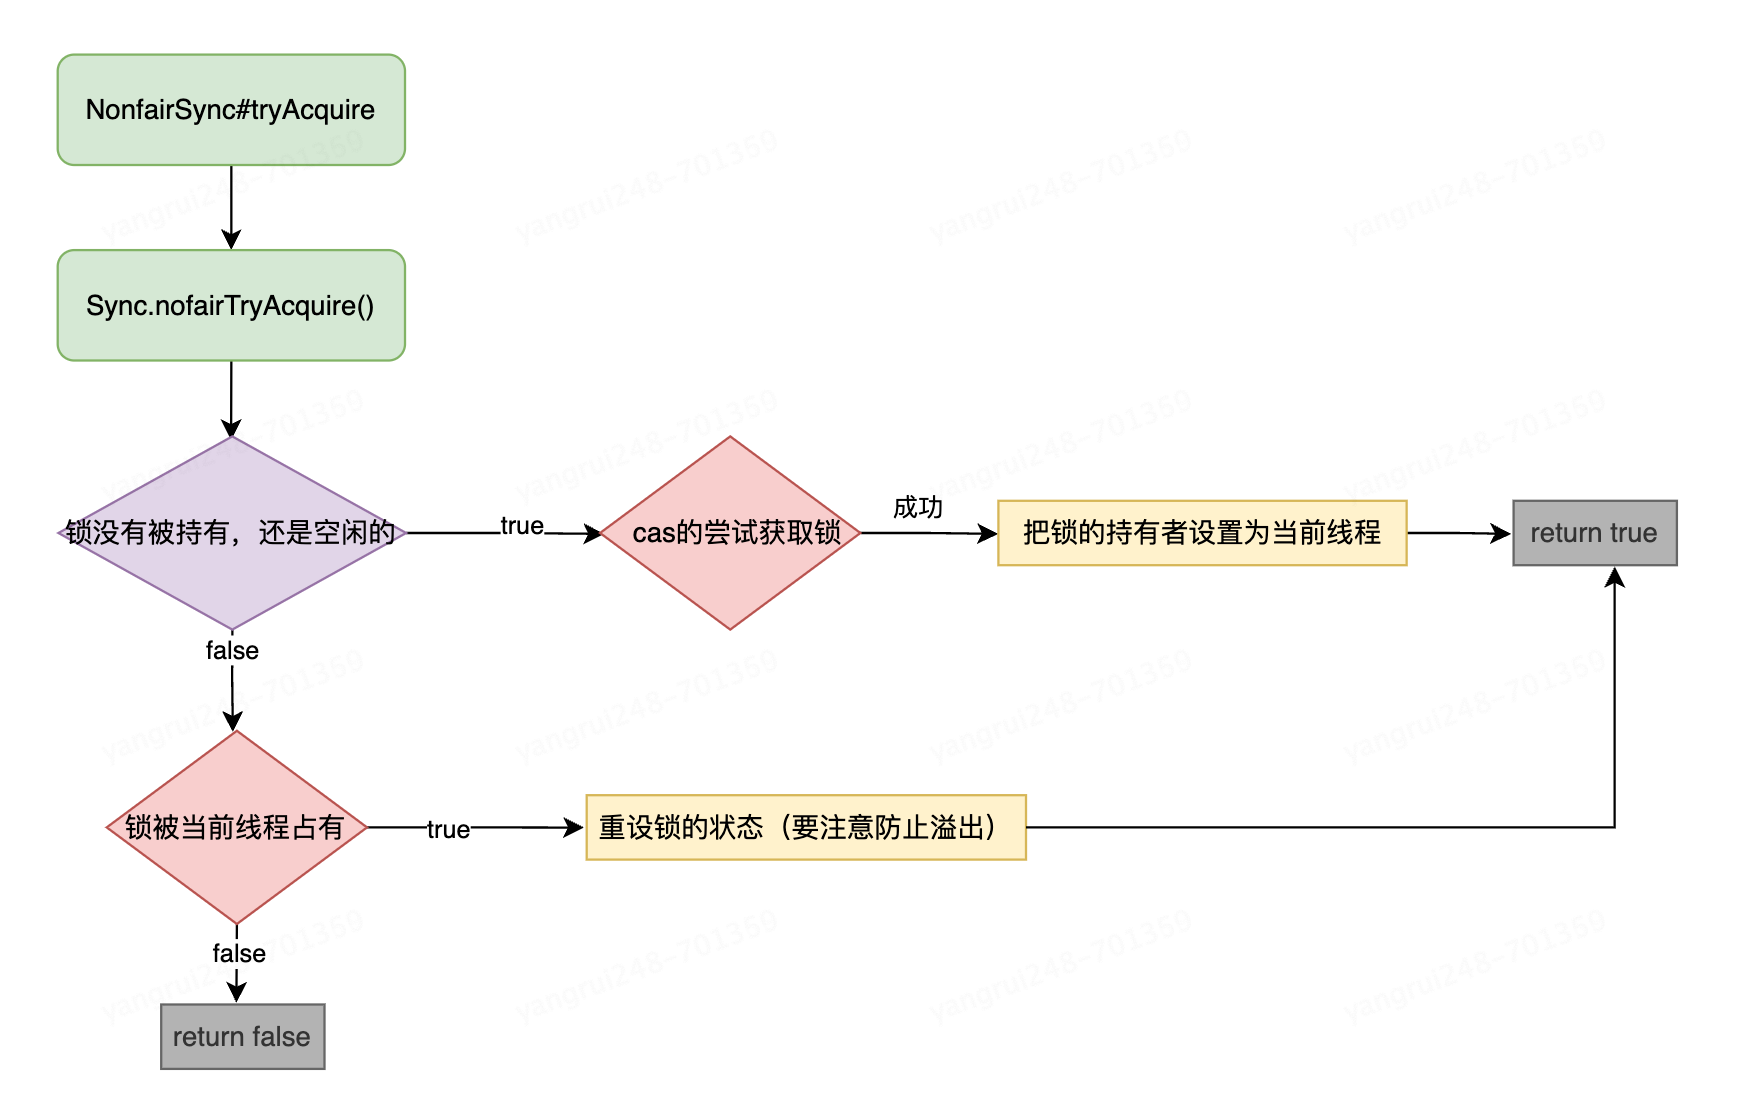 NonfairSync#tryAcquire
Sync.nofairTryAcquire()
锁没有被持有，还是空闲的
true
cas的尝试获取锁
成功
把锁的持有者设置为当前线程
return true
false
锁被当前线程占有
true
重设锁的状态（要注意防止溢出）
false
return false
yangrui248-701350